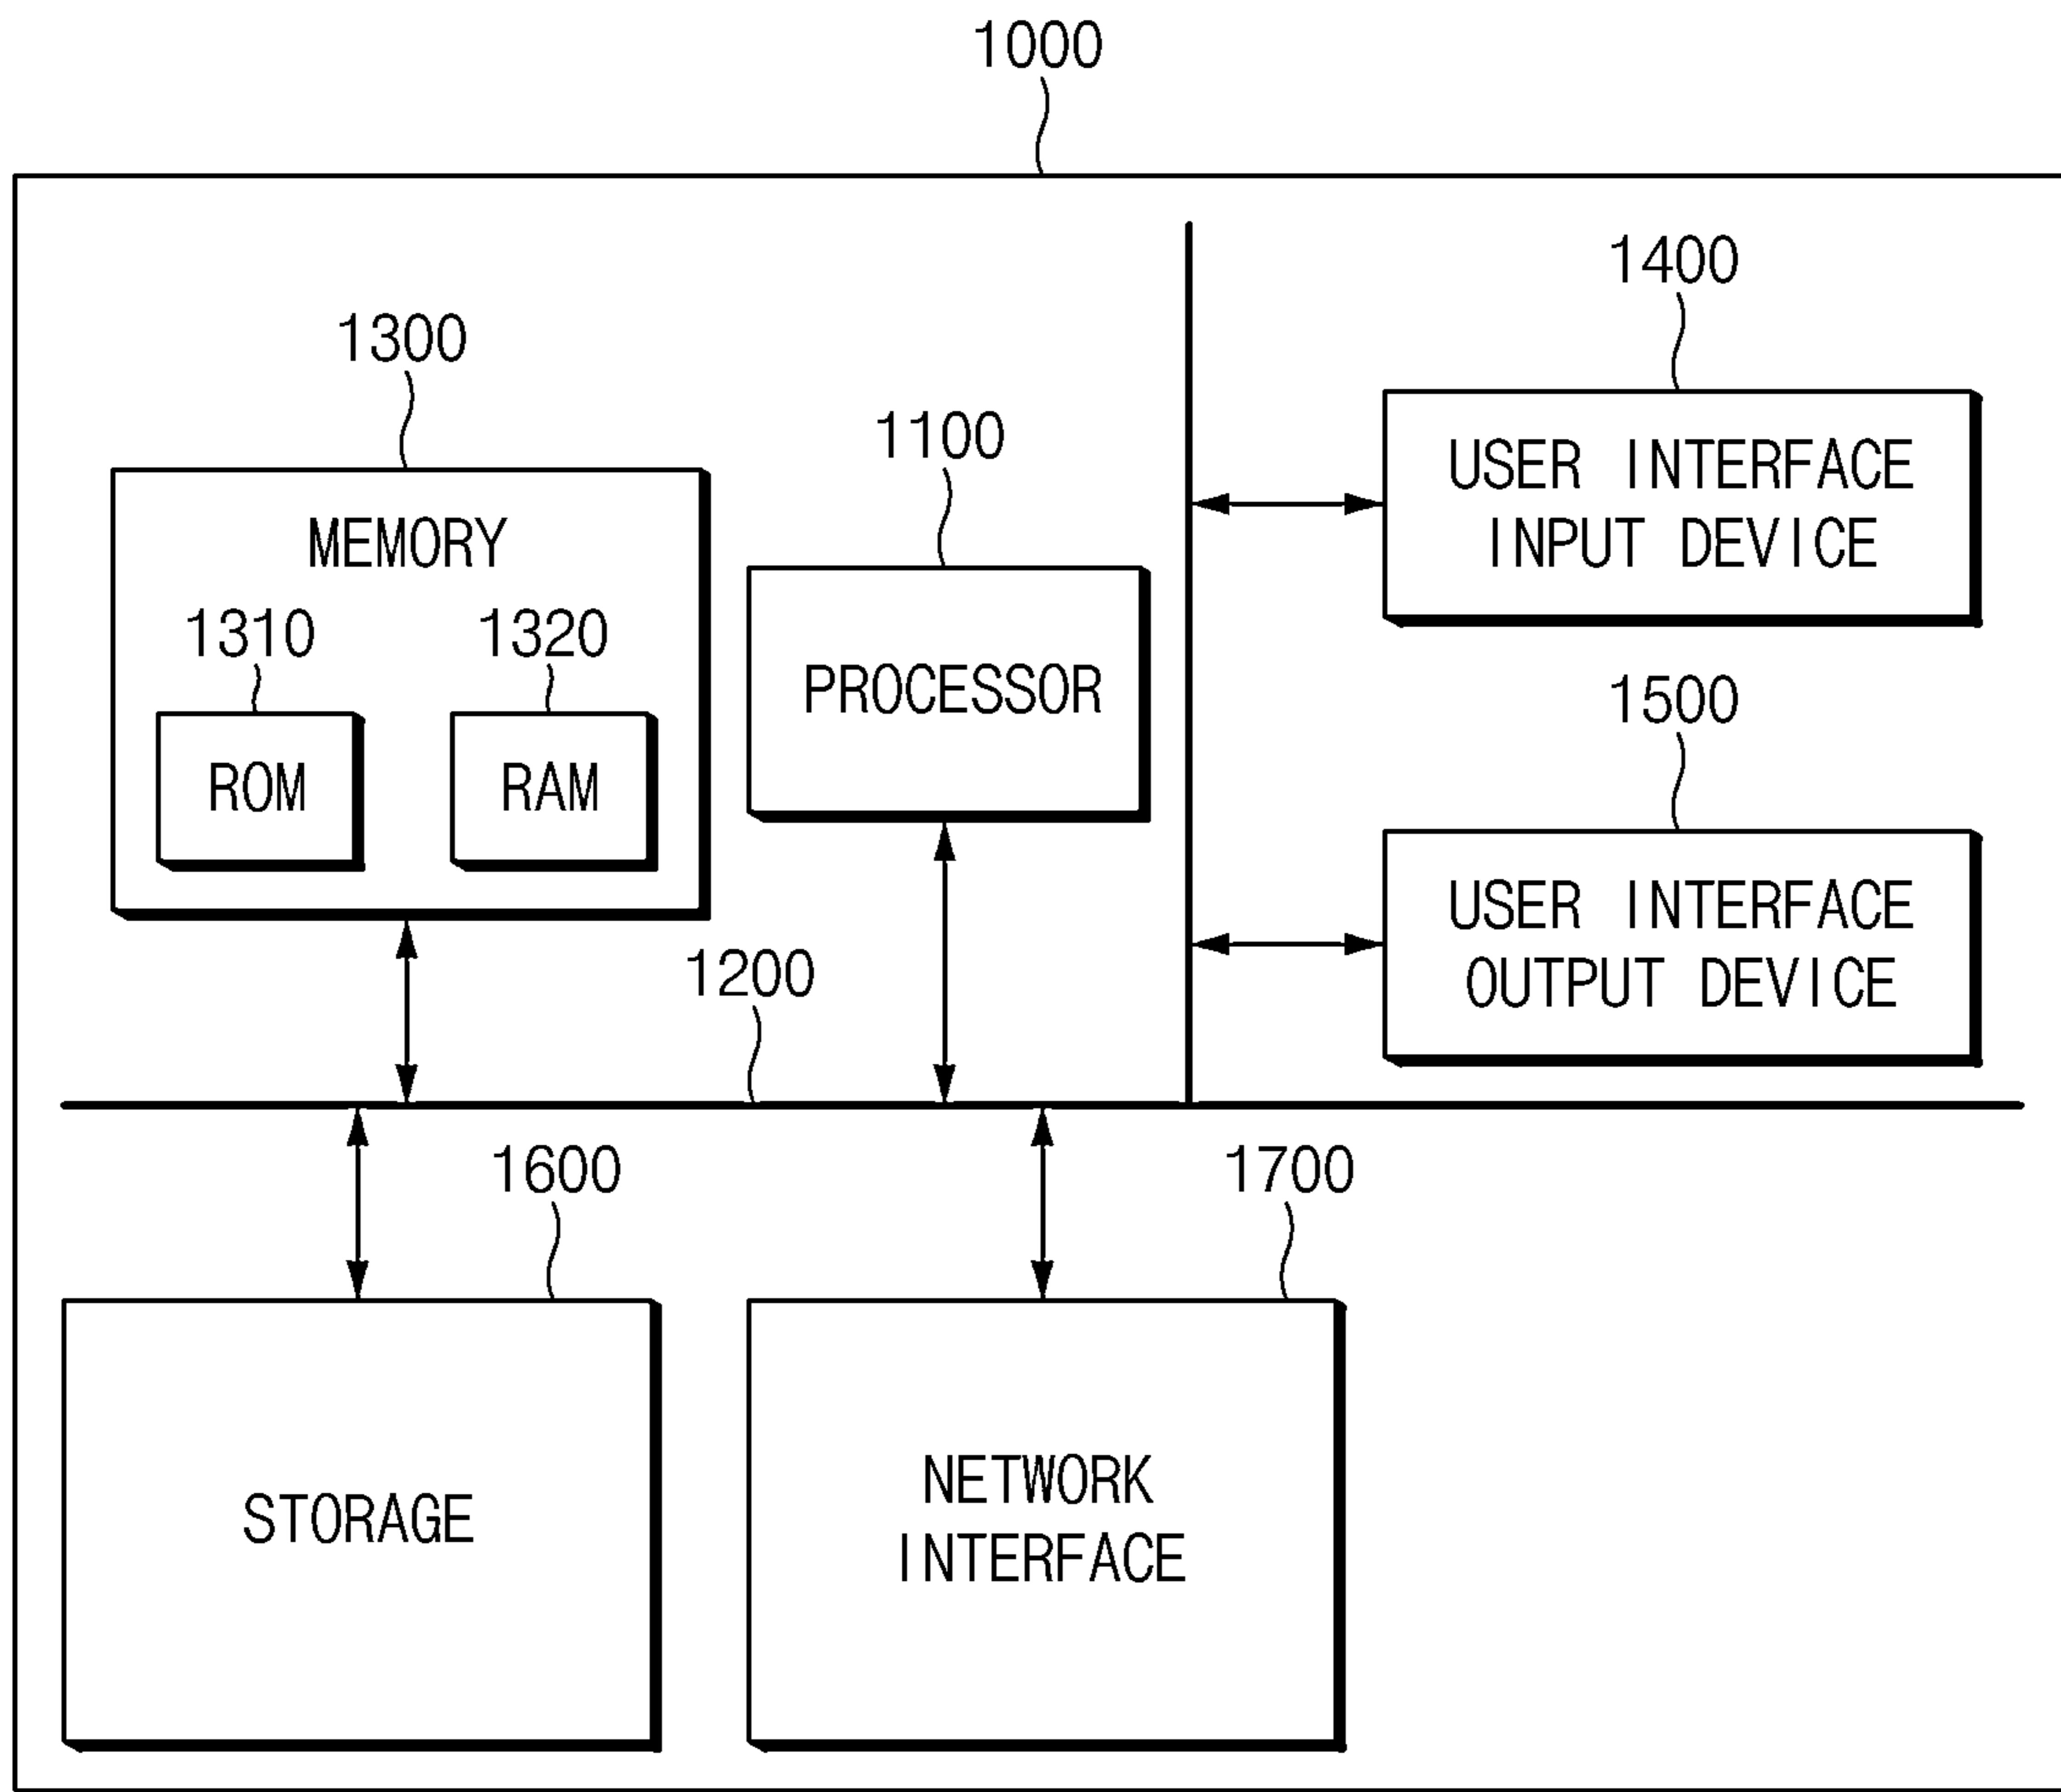 1000
1400
1300
1100
USER INTERFACE
INPUT DEVICE
MEMORY
1310
1320
PROCESSOR
1500
ROM
RAM
USER INTERFACE
OUTPUT DEVICE
1200
1600
1700
STORAGE
NETWORK
INTERFACE